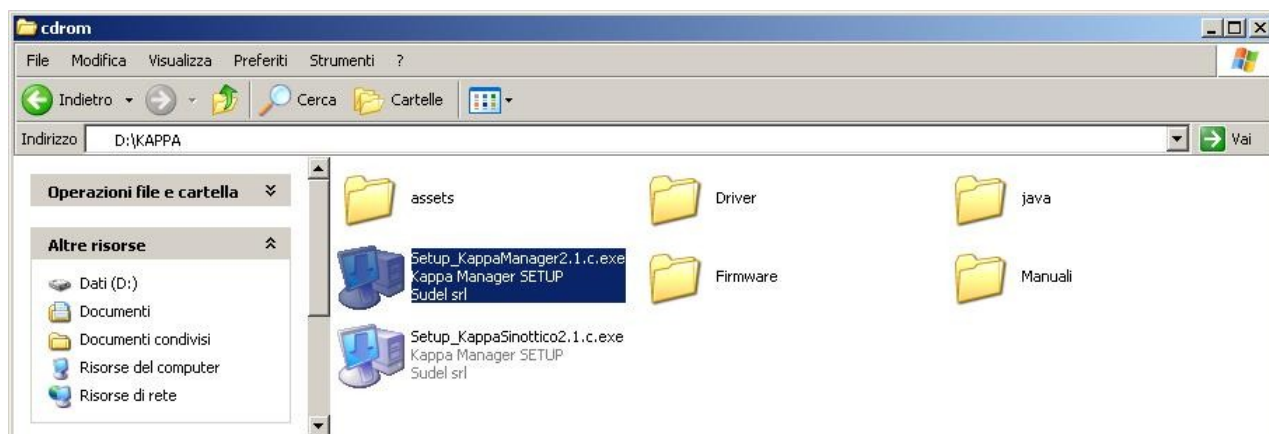 cdrom
File Modifica Visualizza Preferiti Strumenti ?
Indietro Cerca Cartelle
Indirizzo D:\KAPPA Vai
Operazioni file e cartella
Altre risorse
Dati (D:)
Documenti
Documenti condivisi
Risorse del computer
Risorse di rete
assets Driver java
Setup_KappaManager2.1.c.exe
Kappa Manager SETUP
Sudel srl
Firmware Manuali
Setup_KappaSinottico2.1.c.exe
Kappa Manager SETUP
Sudel srl